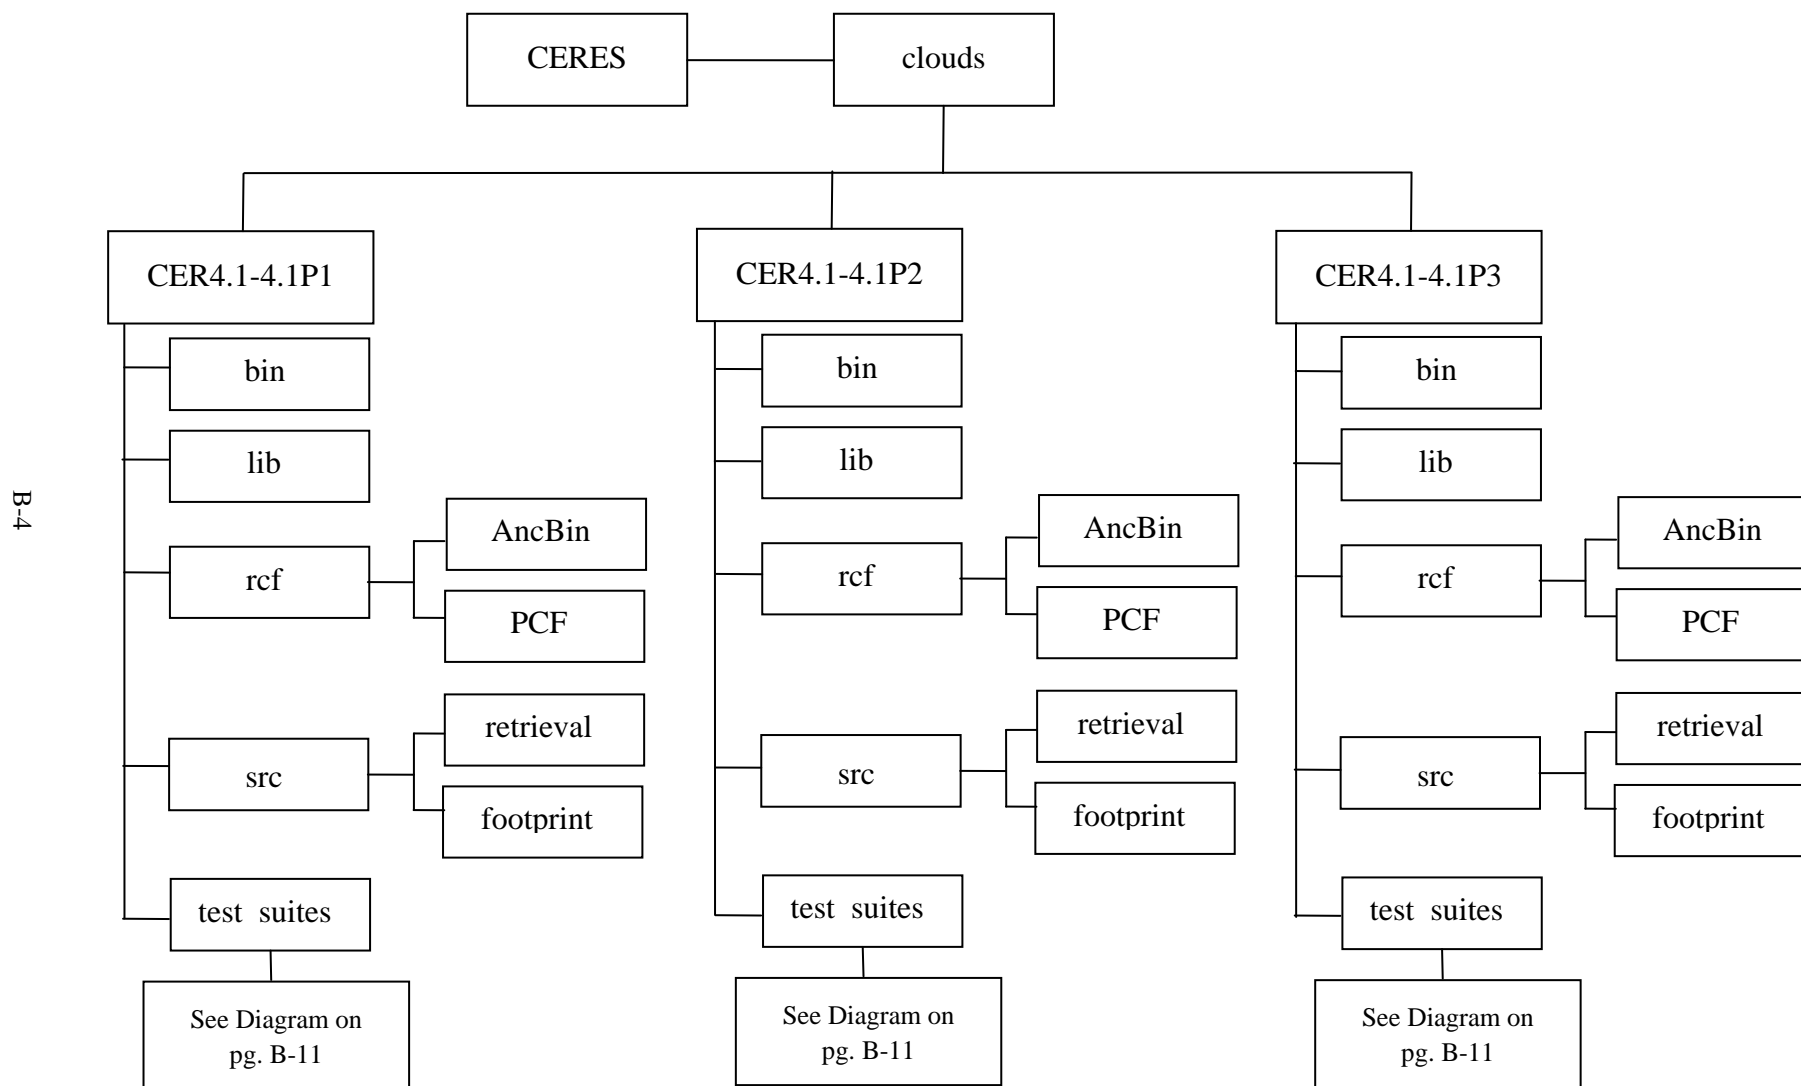 CERES
clouds
CER4.1-4.1P1
bin
lib
rcf
AncBin
PCF
src
retrieval
footprint
test suites
See Diagram on
pg. B-11
CER4.1-4.1P2
bin
lib
rcf
AncBin
PCF
src
retrieval
footprint
test suites
See Diagram on
pg. B-11
CER4.1-4.1P3
bin
lib
rcf
AncBin
PCF
src
retrieval
footprint
test suites
See Diagram on
pg. B-11
B-4